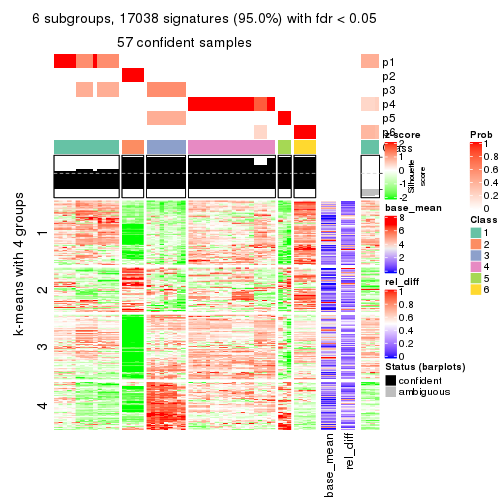 6 subgroups, 17038 signatures (95.0%) with fdr < 0.05
57 confident samples
p1
p2
p3
p4
p5
p6
Class
z-score
2
1
0
-1
-2
Silhouette
score
Prob
1
0.8
0.6
0.4
0.2
0
base_mean
8
6
4
2
0
Class
1
2
3
4
5
6
rel_diff
1
0.8
0.6
0.4
0.2
0
Status (barplots)
confident
ambiguous
k-means with 4 groups
1
2
3
4
base_mean
rel_diff